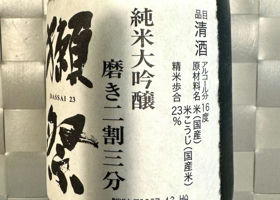 品目 清酒
アルコール分 16度
原材料名 米(国産)
米こうじ(国産米)
精米歩合 23%
純米大吟醸
磨き二割三分
獺祭
DASSAI 23